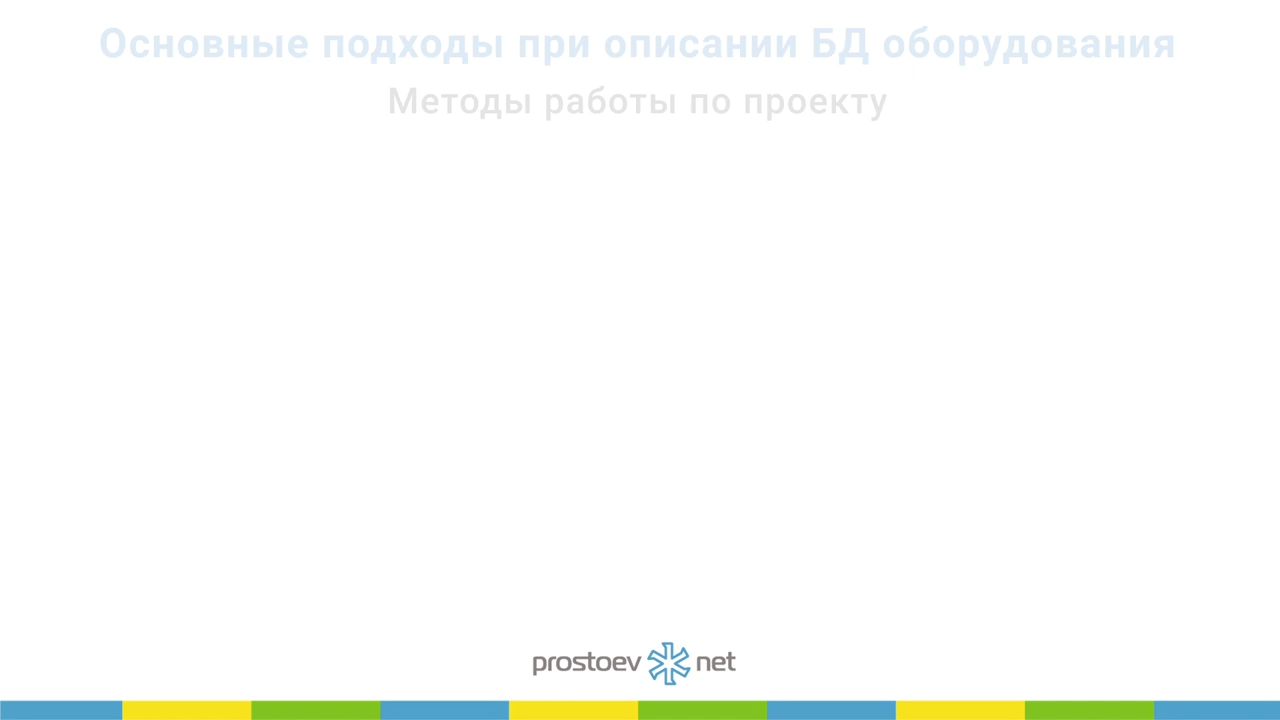 Основные подходы при описании БД оборудования
Методы работы по проекту
prostoev net